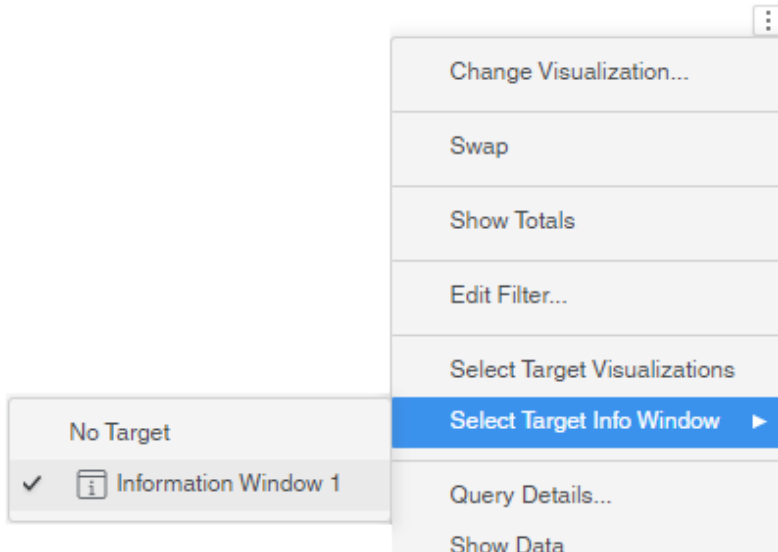 Change Visualization...
Swap
Show Totals
Edit Filter...
Select Target Visualizations
Select Target Info Window
No Target
Information Window 1
Query Details...
Show Data